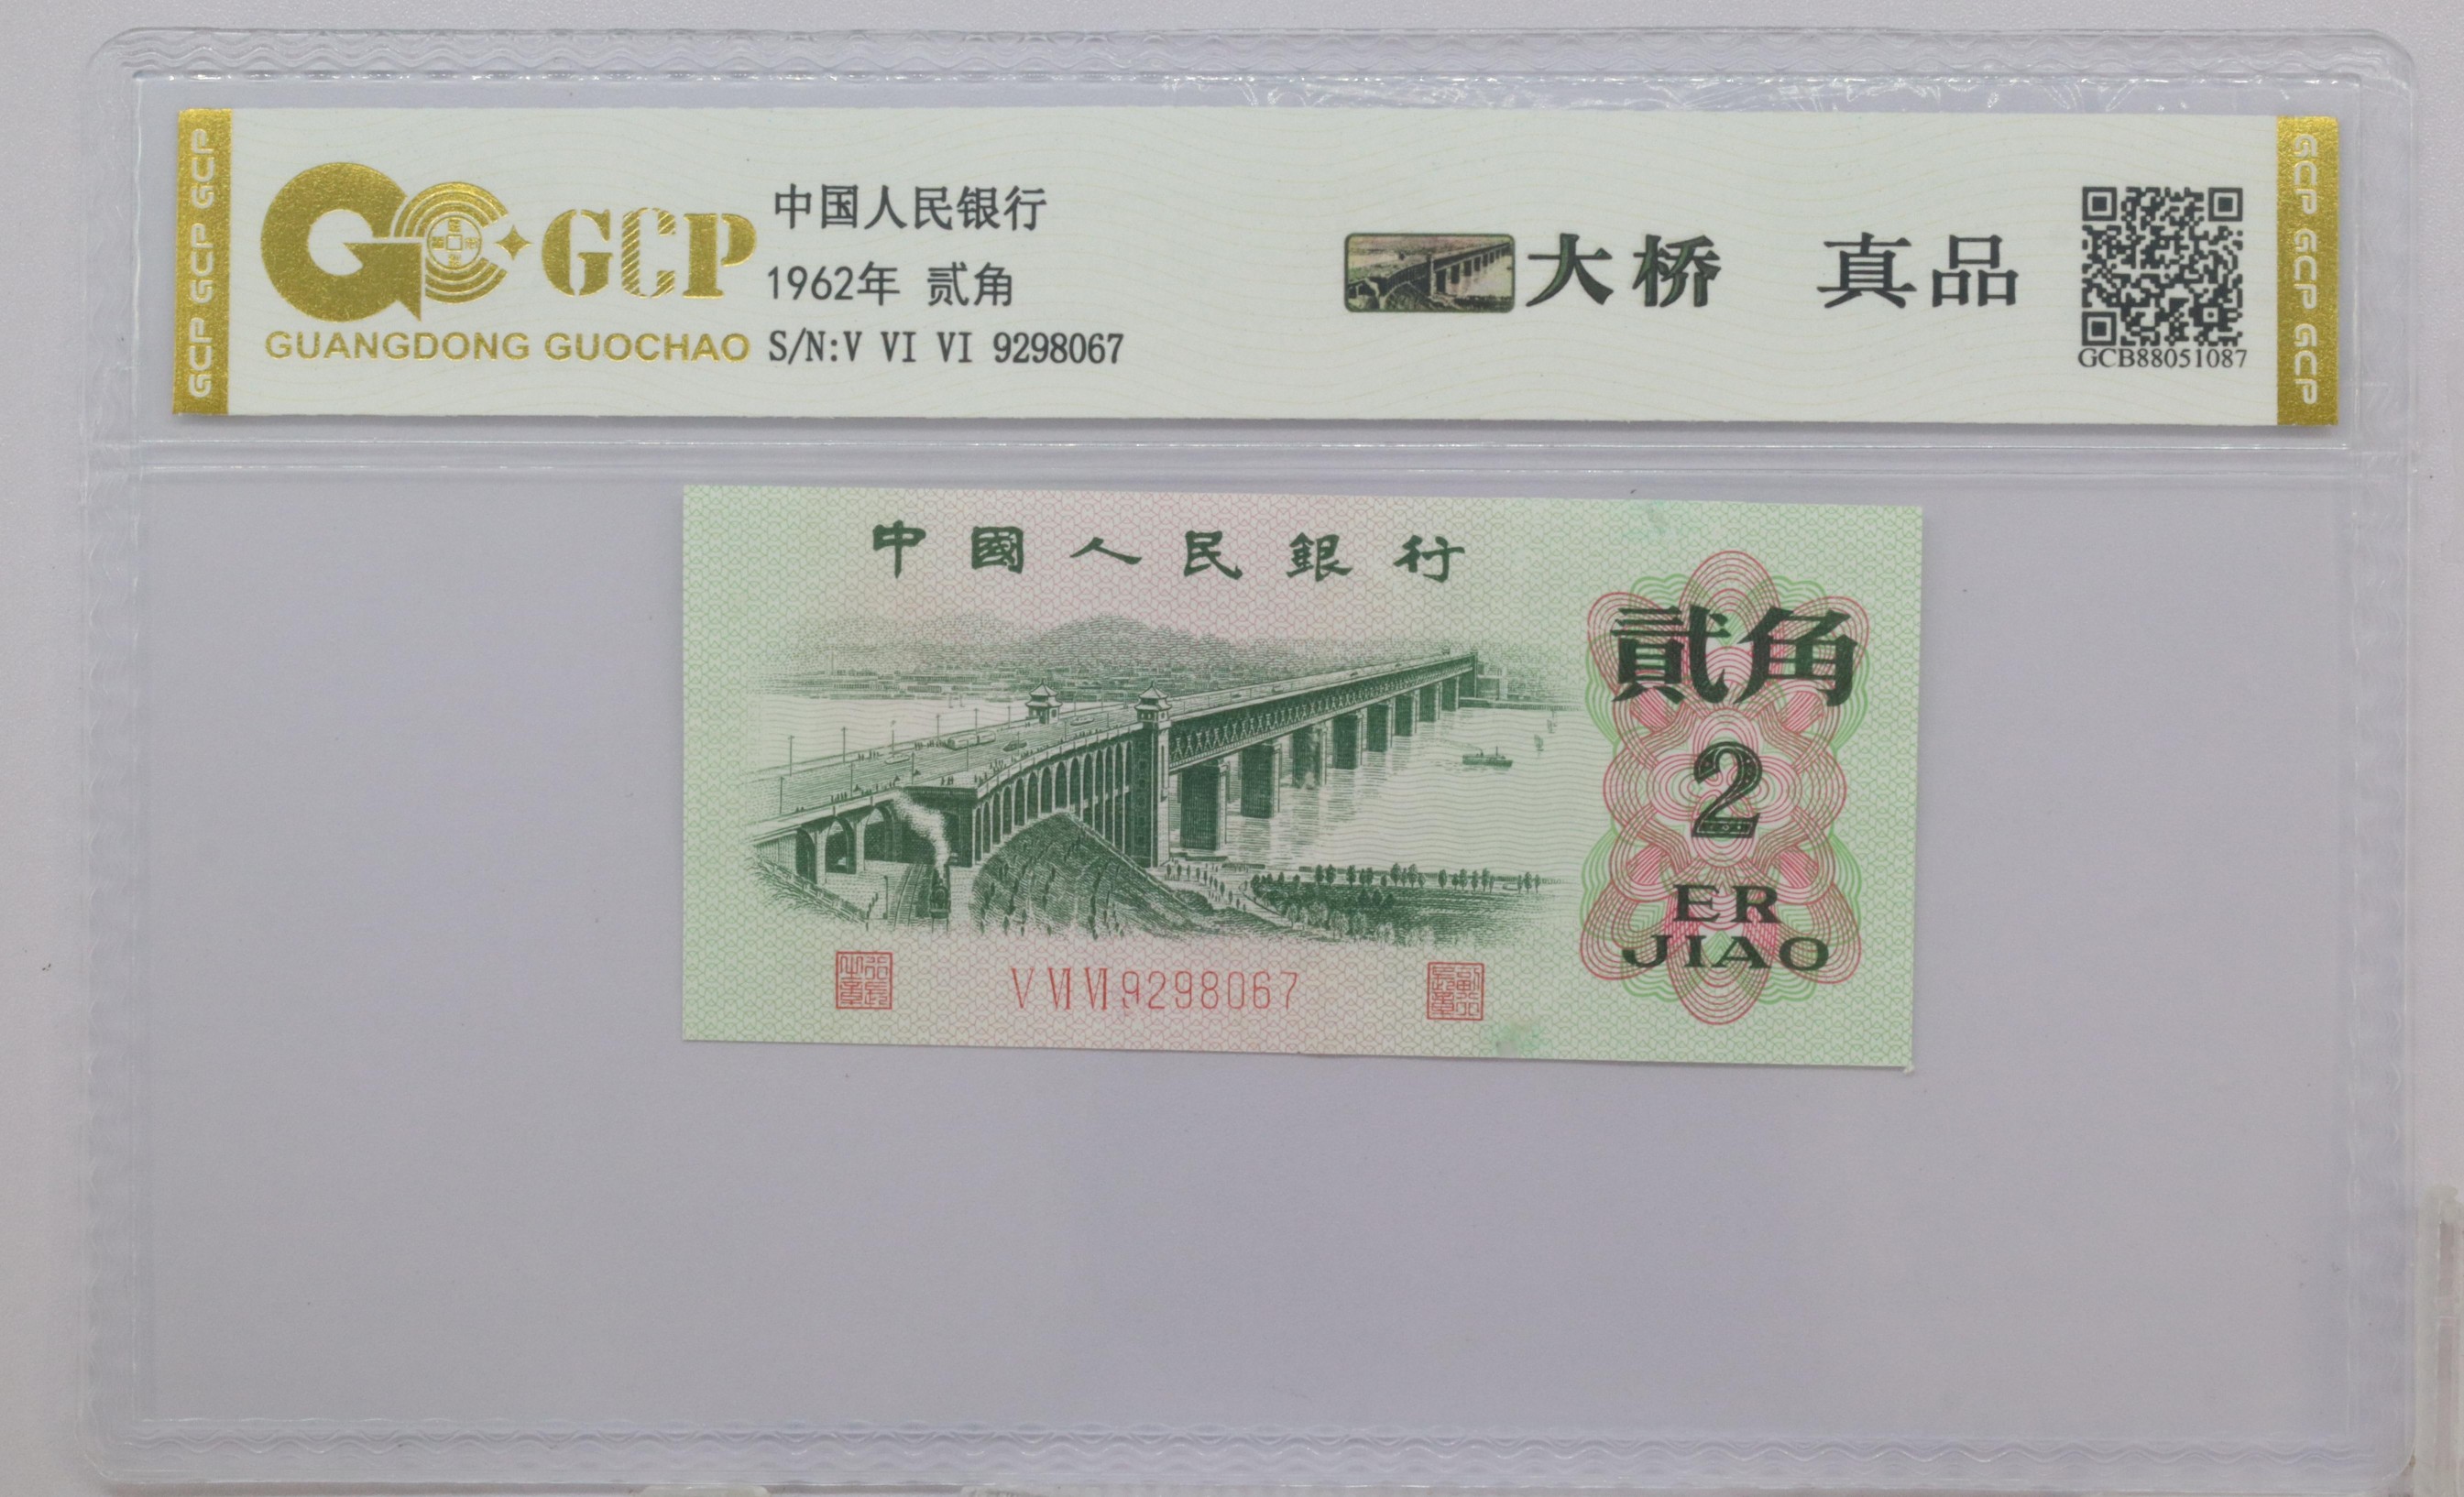 GCP GCP GCP
GCP
GUANGDONG GUOCHAO
中国人民银行
1962年 贰角
S/N:V VI VI 9298067
大桥 真品
GCB88051087
GCP GCP GCP
中國人民銀行
貳角
2
ER
JIAO
V VI VI 9298067